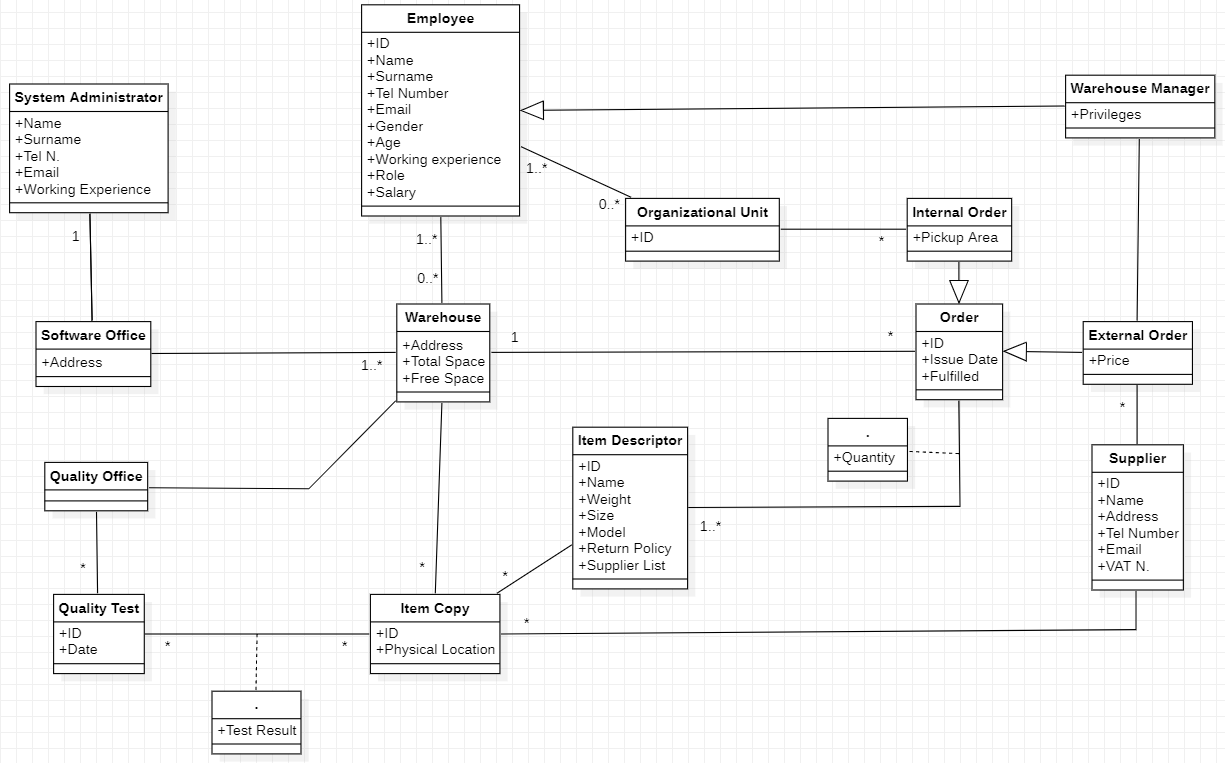 Employee
+ID
+Name
+Surname
+Tel Number
+Email
+Gender
+Age
+Working experience
+Role
+Salary
System Administrator
+Name
+Surname
+Tel N.
+Email
+Working Experience
Warehouse Manager
+Privileges
1..*
0..*
Organizational Unit
+ID
*
Internal Order
+Pickup Area
1
1..*
0..*
Software Office
+Address
1..*
Warehouse
+Address
+Total Space
+Free Space
1
*
Order
+ID
+Issue Date
+Fulfilled
External Order
+Price
*
.
+Quantity
Item Descriptor
+ID
+Name
+Weight
+Size
+Model
+Return Policy
+Supplier List
1..*
Supplier
+ID
+Name
+Address
+Tel Number
+Email
+VAT N.
Quality Office
*
*
*
Quality Test
+ID
+Date
*
*
Item Copy
+ID
+Physical Location
*
.
+Test Result